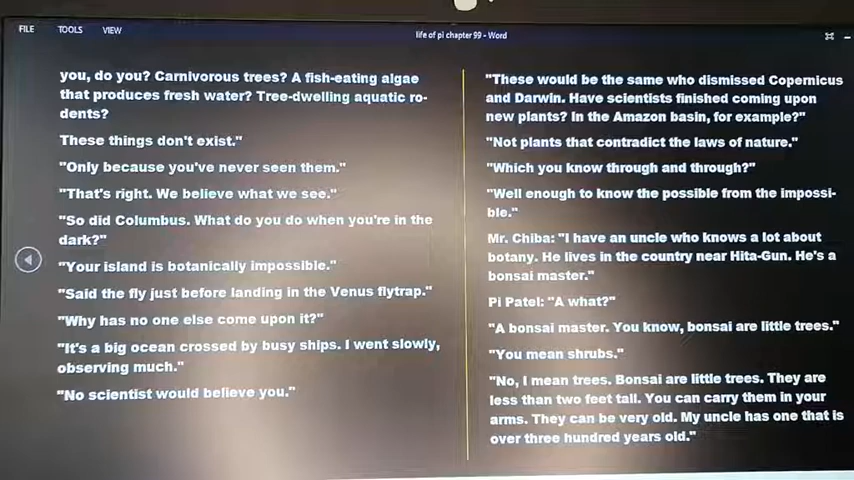 FILE TOOLS VIEW
life of pi chapter 99 - Word
you, do you? Carnivorous trees? A fish-eating algae
that produces fresh water? Tree-dwelling aquatic ro-
dents?
These things don't exist."
"Only because you've never seen them."
"That's right. We believe what we see."
"So did Columbus. What do you do when you're in the
dark?"
"Your island is botanically impossible."
"Said the fly just before landing in the Venus flytrap."
"Why has no one else come upon it?"
"It's a big ocean crossed by busy ships. I went slowly,
observing much."
"No scientist would believe you."
"These would be the same who dismissed Copernicus
and Darwin. Have scientists finished coming upon
new plants? In the Amazon basin, for example?"
"Not plants that contradict the laws of nature."
"Which you know through and through?"
"Well enough to know the possible from the impossi-
ble."
Mr. Chiba: "I have an uncle who knows a lot about
botany. He lives in the country near Hita-Gun. He's a
bonsai master."
Pi Patel: "A what?"
"A bonsai master. You know, bonsai are little trees."
"You mean shrubs."
"No, I mean trees. Bonsai are little trees. They are
less than two feet tall. You can carry them in your
arms. They can be very old. My uncle has one that is
over three hundred years old."